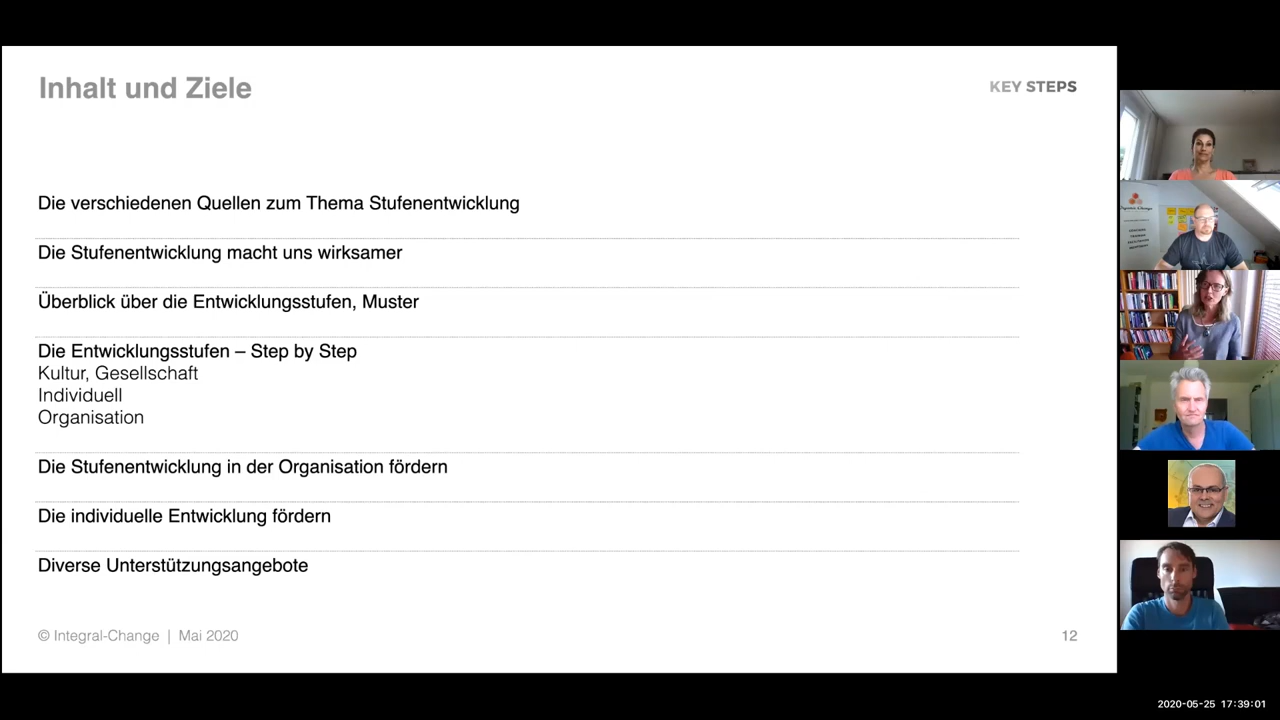 Inhalt und Ziele
KEY STEPS
Die verschiedenen Quellen zum Thema Stufenentwicklung
Die Stufenentwicklung macht uns wirksamer
Überblick über die Entwicklungsstufen, Muster
Die Entwicklungsstufen – Step by Step
Kultur, Gesellschaft
Individuell
Organisation
Die Stufenentwicklung in der Organisation fördern
Die individuelle Entwicklung fördern
Diverse Unterstützungsangebote
© Integral-Change | Mai 2020
12
2020-05-25 17:39:01